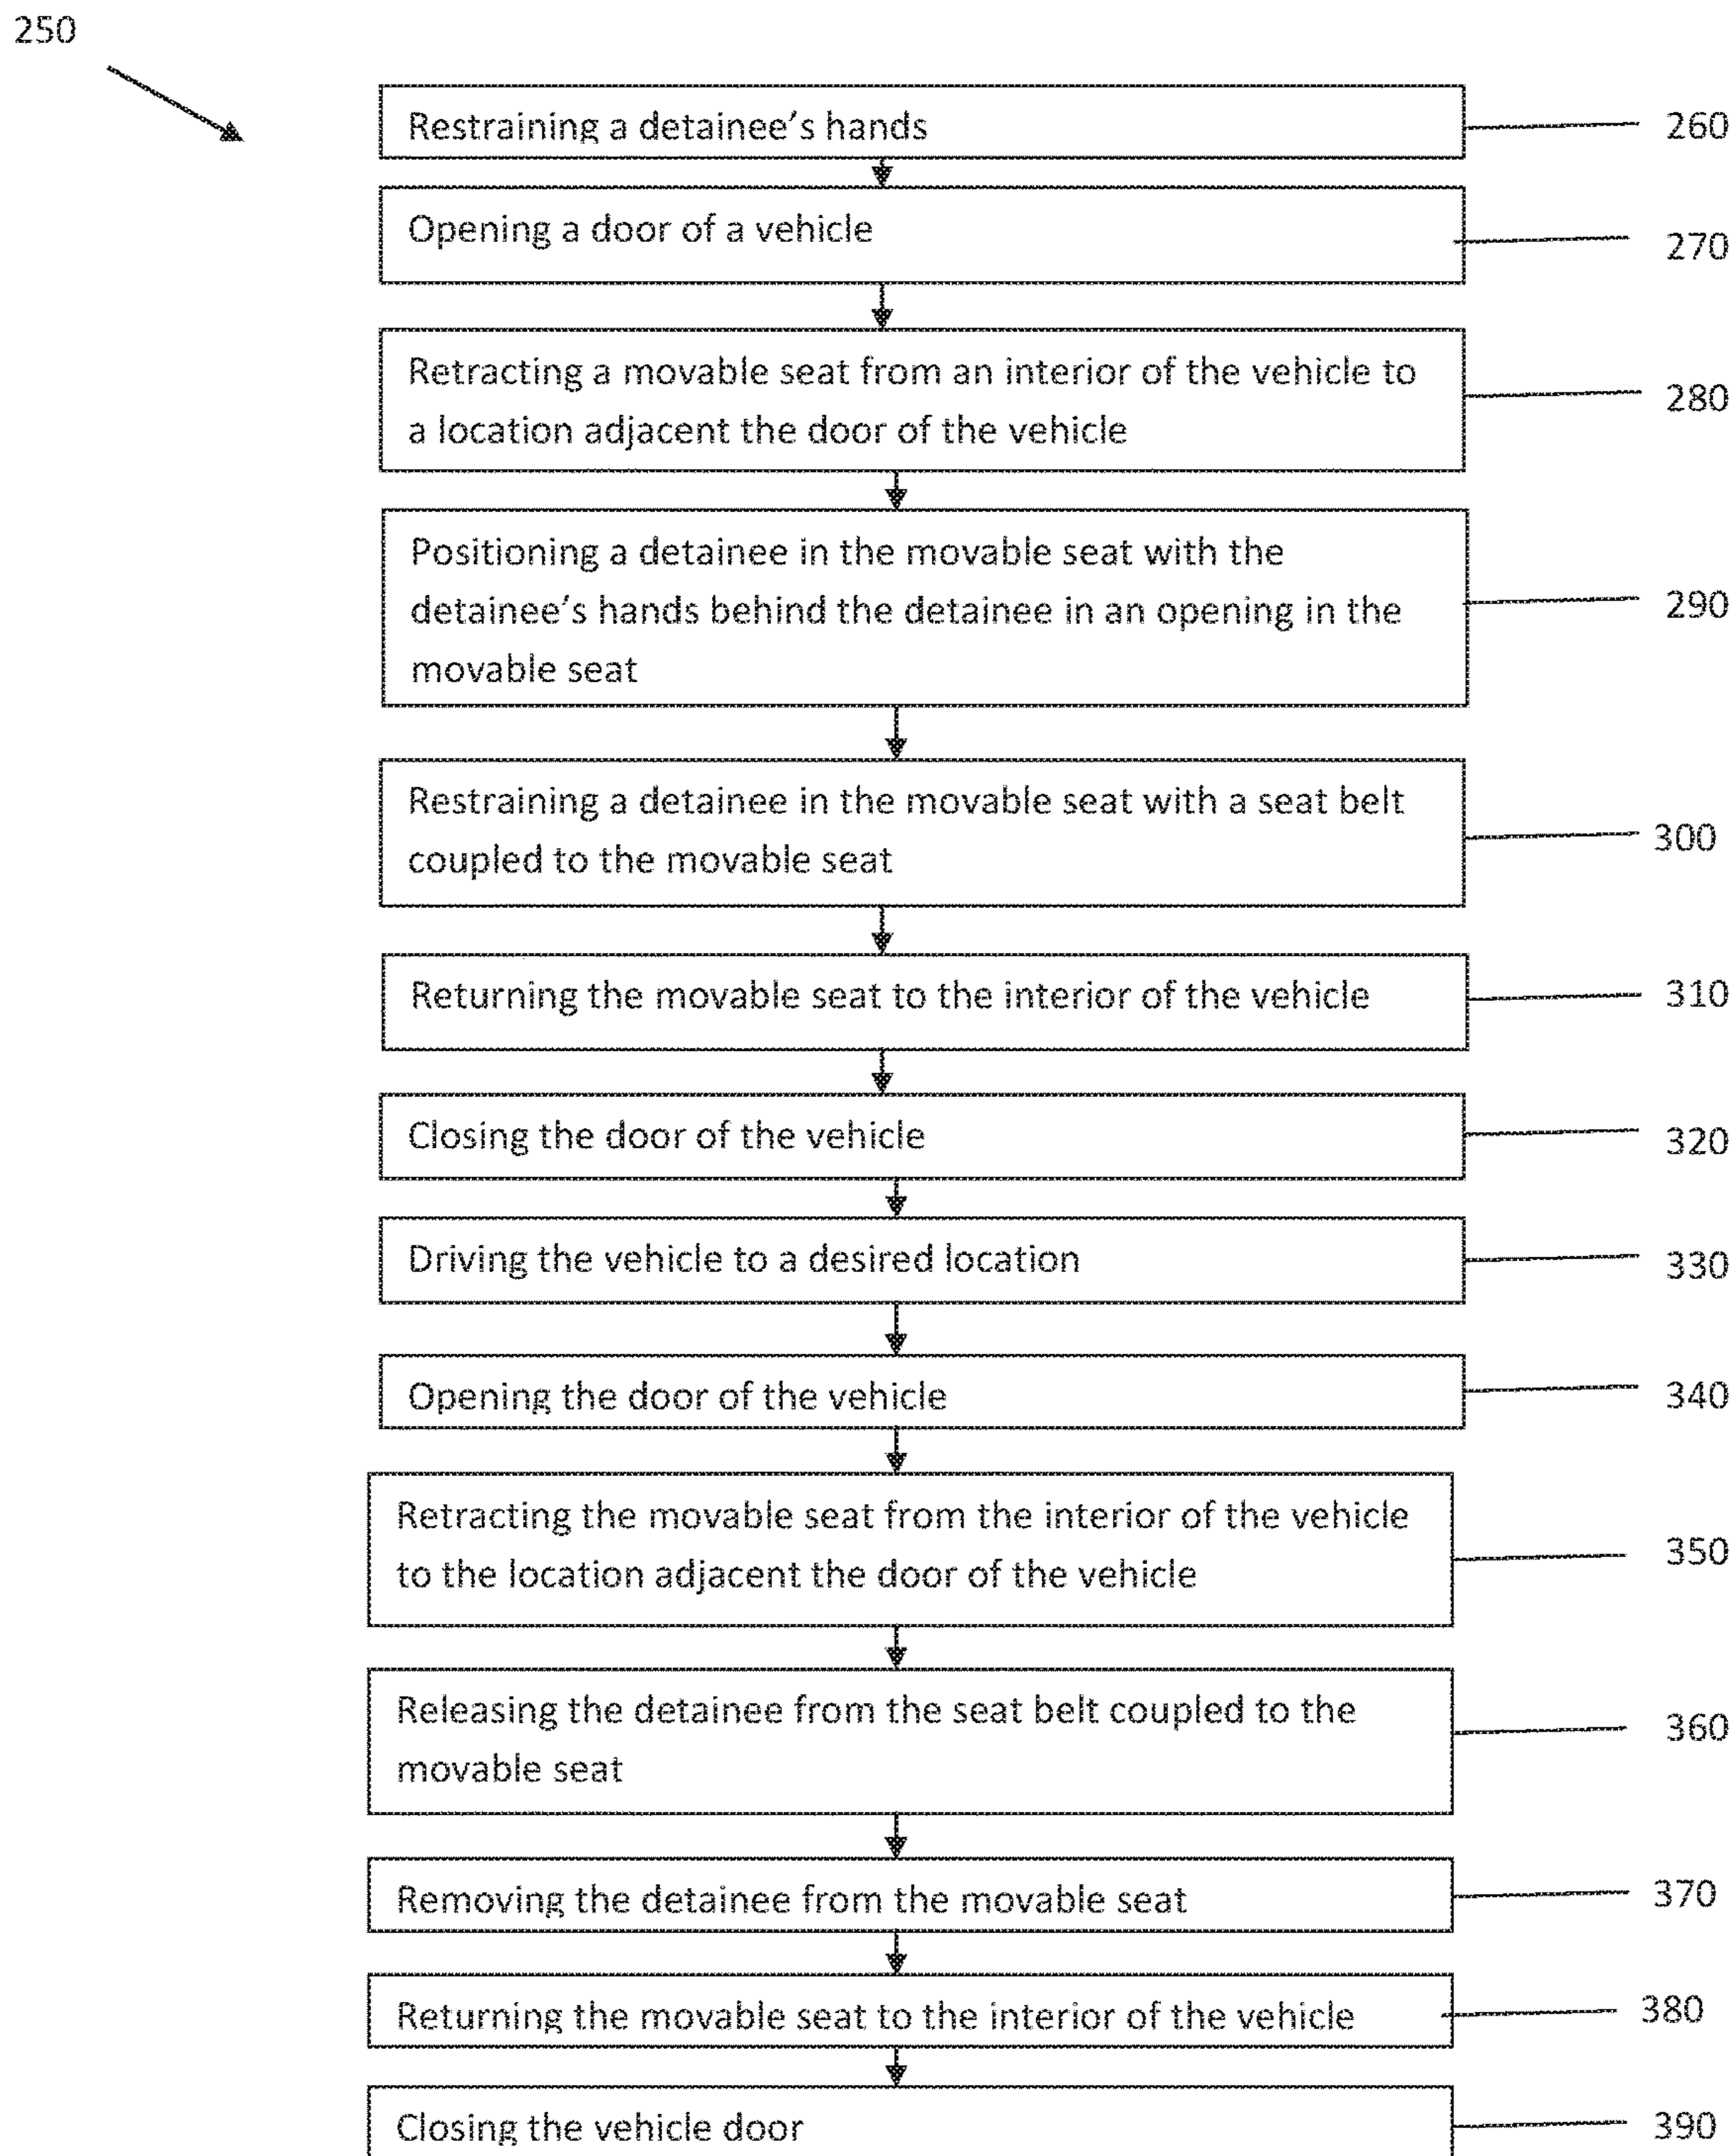 250
Restraining a detainee's hands
260
Opening a door of a vehicle
270
Retracting a movable seat from an interior of the vehicle to
a location adjacent the door of the vehicle
280
Positioning a detainee in the movable seat with the
detainee's hands behind the detainee in an opening in the
movable seat
290
Restraining a detainee in the movable seat with a seat belt
coupled to the movable seat
300
Returning the movable seat to the interior of the vehicle
310
Closing the door of the vehicle
320
Driving the vehicle to a desired location
330
Opening the door of the vehicle
340
Retracting the movable seat from the interior of the vehicle
to the location adjacent the door of the vehicle
350
Releasing the detainee from the seat belt coupled to the
movable seat
360
Removing the detainee from the movable seat
370
Returning the movable seat to the interior of the vehicle
380
Closing the vehicle door
390